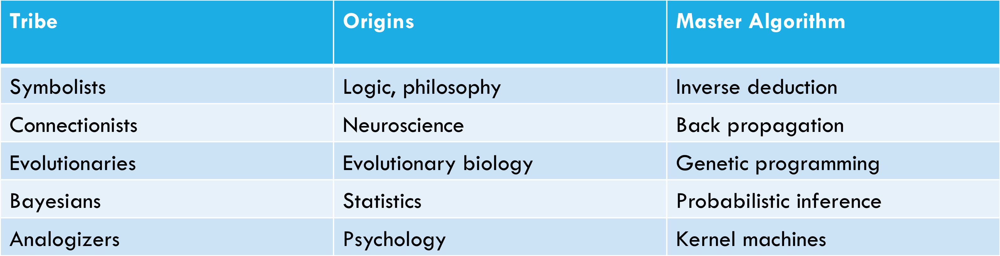 Tribe Origins Master Algorithm
Symbolists Logic, philosophy Inverse deduction
Connectionists Neuroscience Back propagation
Evolutionaries Evolutionary biology Genetic programming
Bayesians Statistics Probabilistic inference
Analogizers Psychology Kernel machines